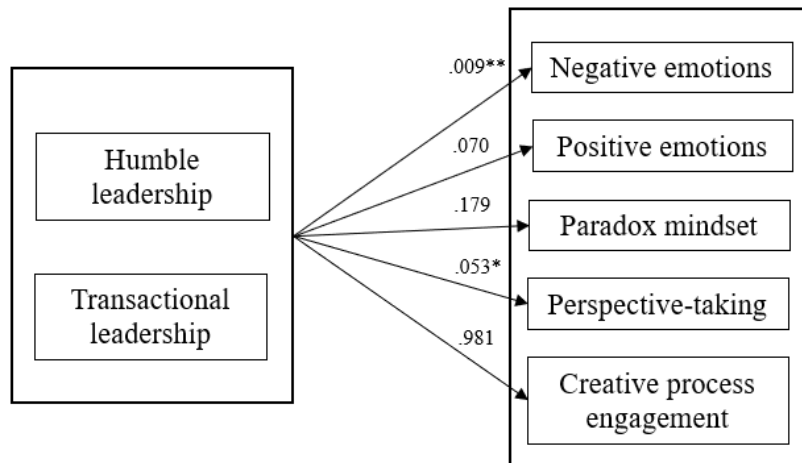 Humble
leadership
Transactional
leadership
.009**
.070
.179
.053*
.981
Negative emotions
Positive emotions
Paradox mindset
Perspective-taking
Creative process
engagement